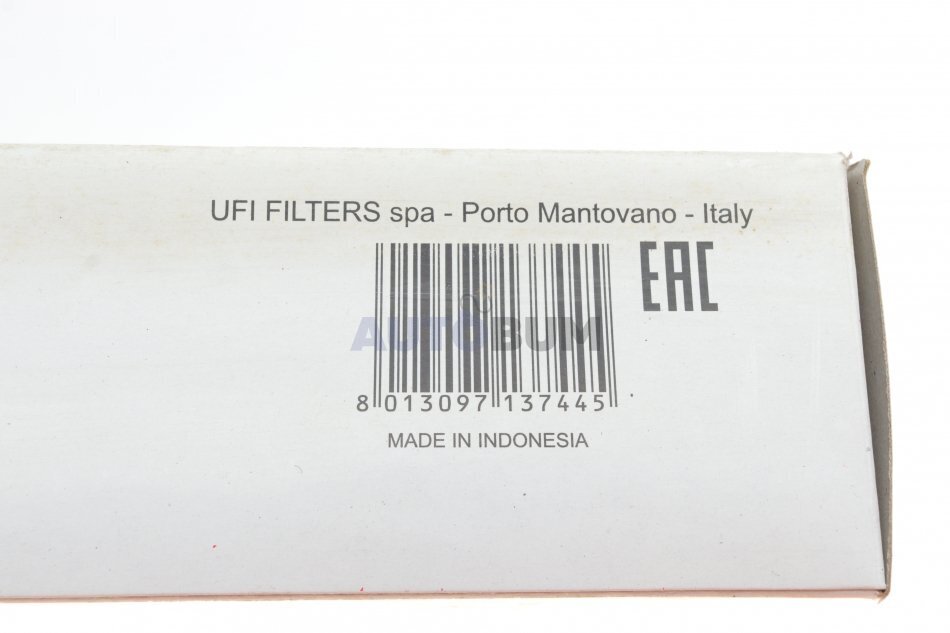 UFI FILTERS spa - Porto Mantovano - Italy
EAC
AUTOBUM
8 013097 137445
MADE IN INDONESIA